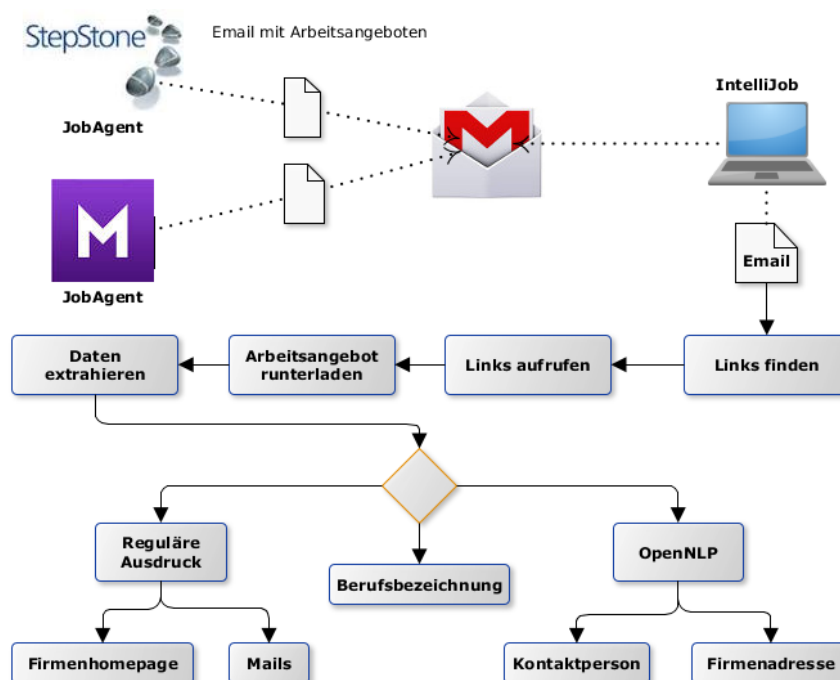 StepStone
Email mit Arbeitsangeboten
IntelliJob
JobAgent
M
JobAgent
Email
Daten
extrahieren
Arbeitsangebot
runterladen
Links aufrufen
Links finden
Reguläre
Ausdruck
Berufsbezeichnung
OpenNLP
Firmenhomepage
Mails
Kontaktperson
Firmenadresse